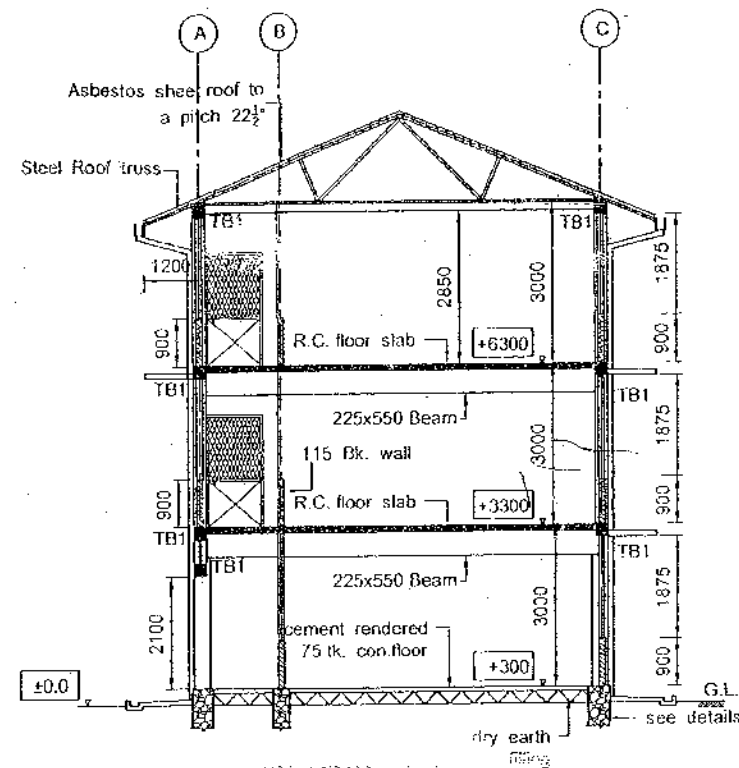 A B C
Asbestos sheet roof to
a pitch 22½°
Steel Roof truss
TB1 TB1
1200
2850
3000
1875
900
900
R.C. floor slab
+6300
TB1 TB1
225x550 Beam
115 Bk. wall
3000
1875
900
900
R.C. floor slab
+3300
TB1 TB1
TB1
225x550 Beam
2100
3000
1875
900
cement rendered
75 tk. con.floor
+300
±0.0
G.L.
see details
dry earth
filling